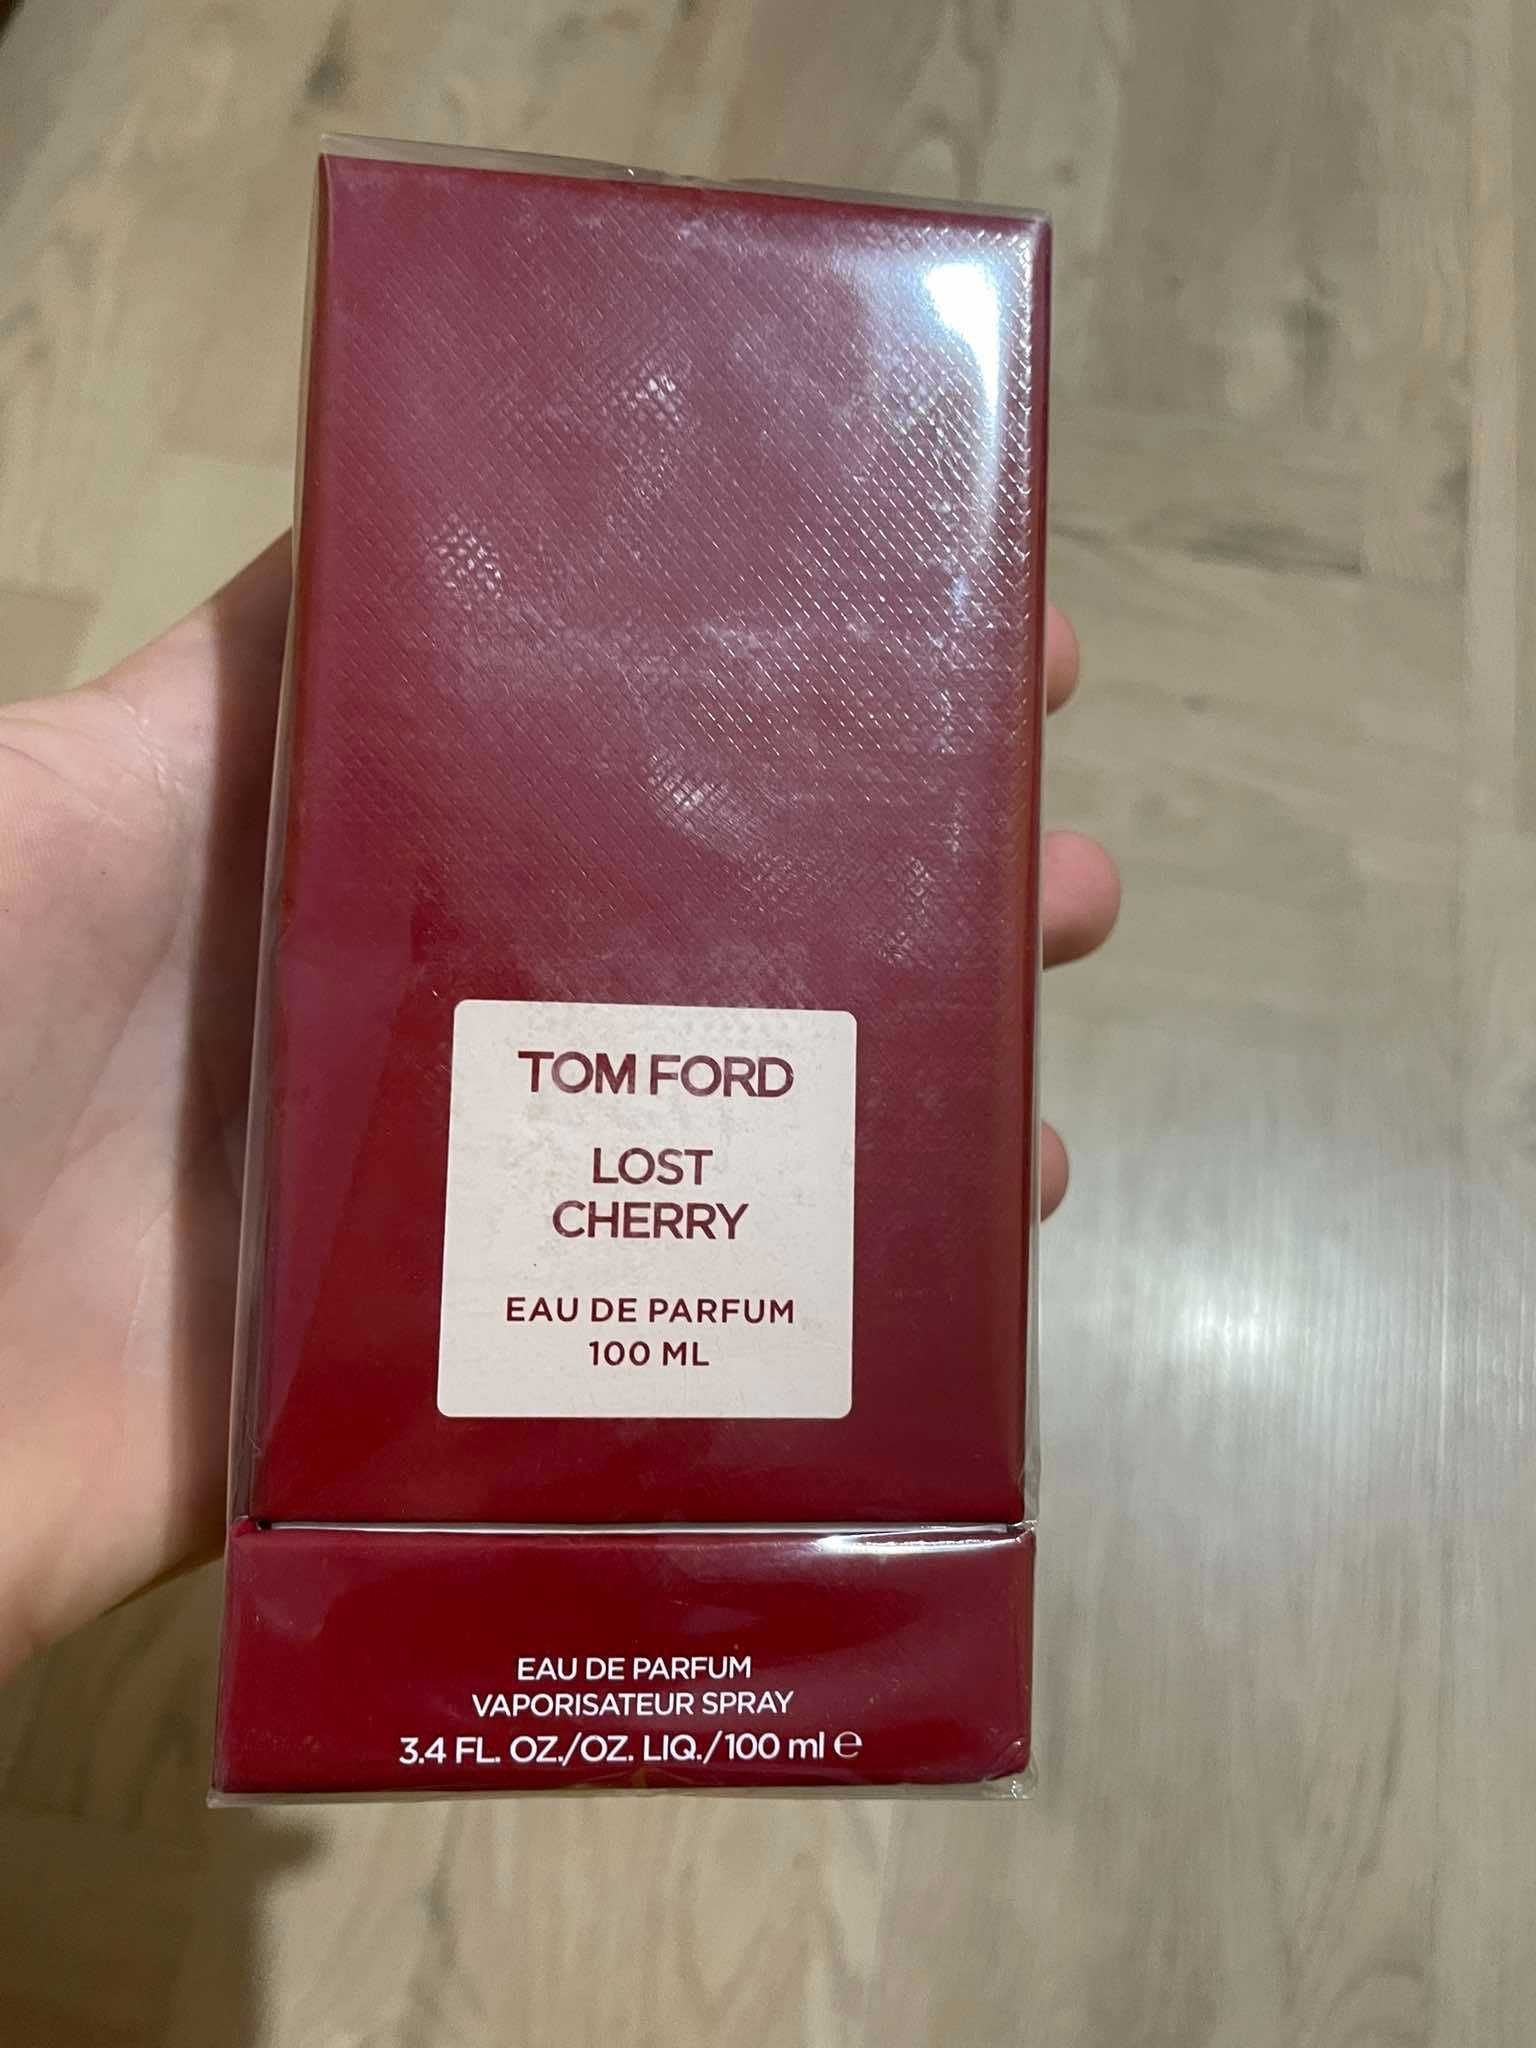 TOM FORD
LOST
CHERRY
EAU DE PARFUM
100 ML
EAU DE PARFUM
VAPORISATEUR SPRAY
3.4 FL. OZ./OZ. LIQ./100 ml ℮